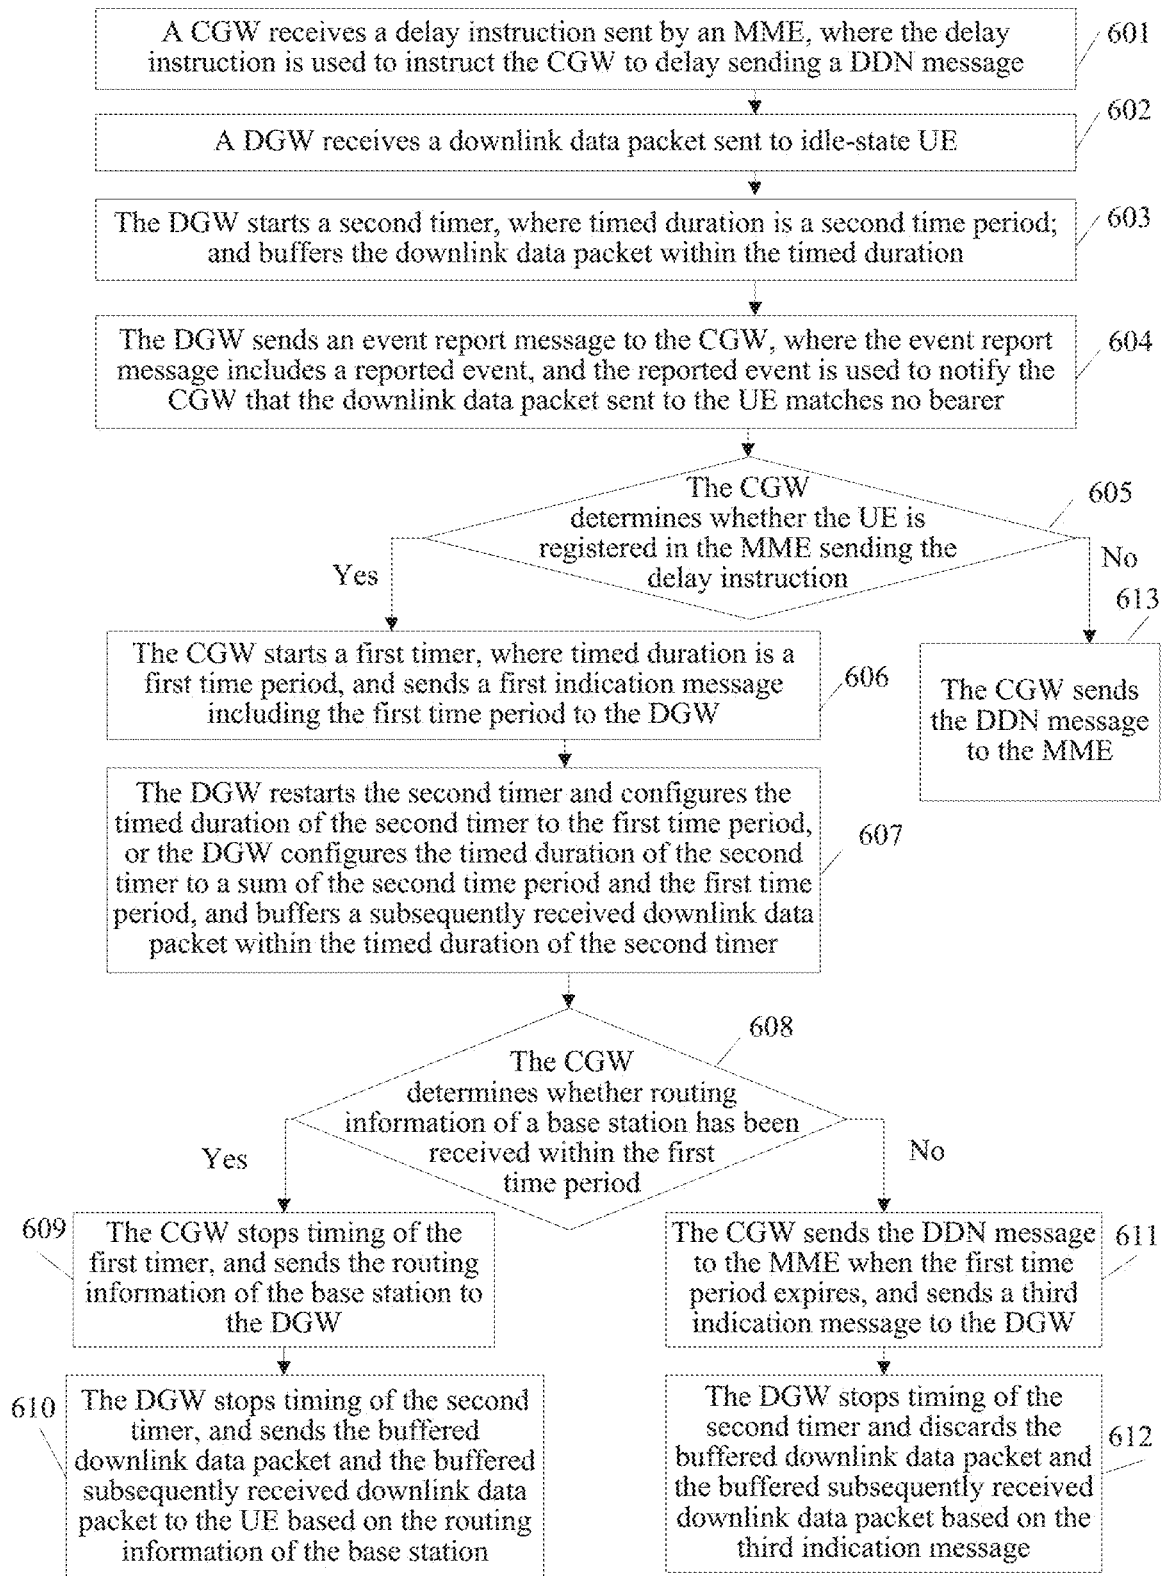 A CGW receives a delay instruction sent by an MME, where the delay
instruction is used to instruct the CGW to delay sending a DDN message
601
602
A DGW receives a downlink data packet sent to idle-state UE
The DGW starts a second timer, where timed duration is a second time period;
and buffers the downlink data packet within the timed duration
603
The DGW sends an event report message to the CGW, where the event report
message includes a reported event, and the reported event is used to notify the
CGW that the downlink data packet sent to the UE matches no bearer
604
The CGW
determines whether the UE is
registered in the MME sending the
delay instruction
605
Yes
No
613
The CGW starts a first timer, where timed duration is a
first time period, and sends a first indication message
including the first time period to the DGW
606
The CGW sends
the DDN message
to the MME
The DGW restarts the second timer and configures the
timed duration of the second timer to the first time period,
or the DGW configures the timed duration of the second
timer to a sum of the second time period and the first time
period, and buffers a subsequently received downlink data
packet within the timed duration of the second timer
607
608
The CGW
determines whether routing
information of a base station has been
received within the first
time period
Yes
No
609
The CGW stops timing of the
first timer, and sends the routing
information of the base station to
the DGW
The CGW sends the DDN message
to the MME when the first time
period expires, and sends a third
indication message to the DGW
611
610
The DGW stops timing of the second
timer, and sends the buffered
downlink data packet and the buffered
subsequently received downlink data
packet to the UE based on the routing
information of the base station
The DGW stops timing of the
second timer and discards the
buffered downlink data packet and
the buffered subsequently received
downlink data packet based on the
third indication message
612